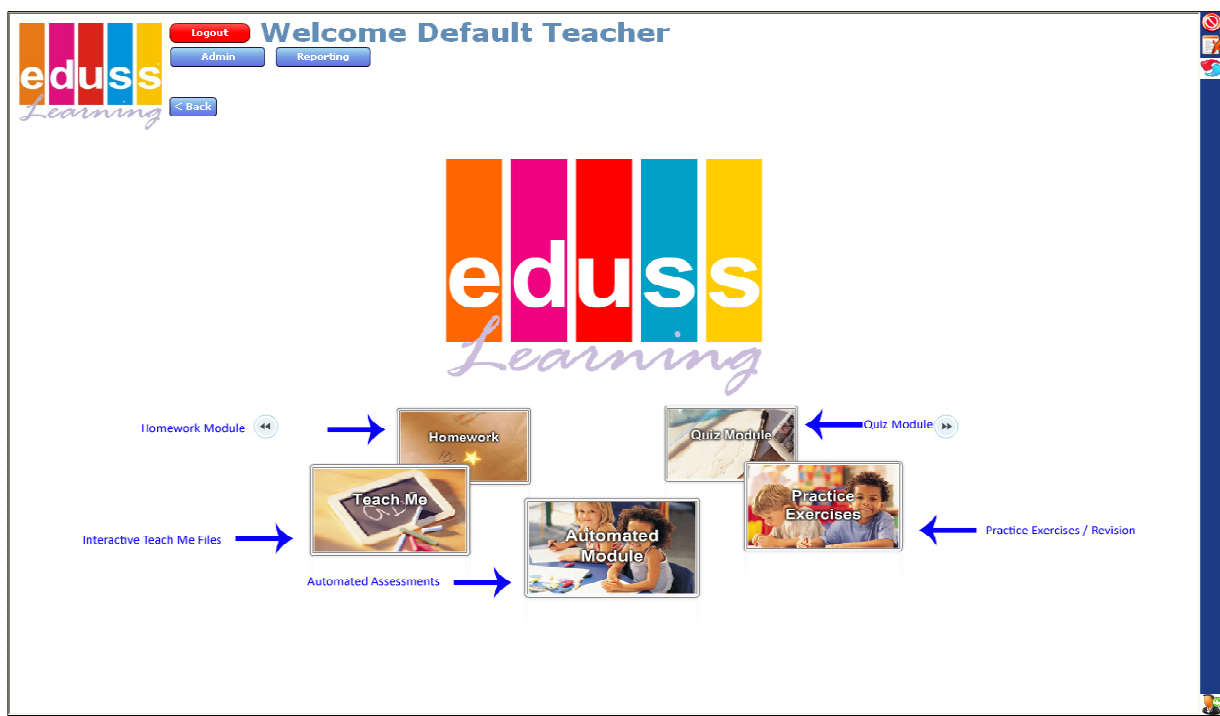 eduss
Learning
Logout
Welcome Default Teacher
Admin
Reporting
< Back
eduss
Learning
Homework Module
Homework
Quiz Module
Quiz Module
Teach Me
Practice
Exercises
Interactive Teach Me Files
Automated
Module
Practice Exercises / Revision
Automated Assessments